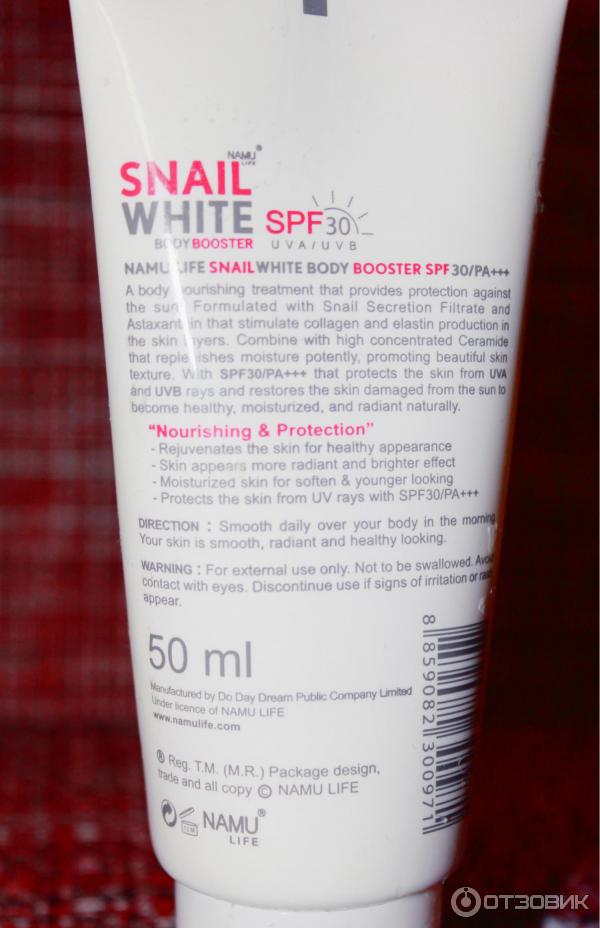 NAMU®
LIFE
SNAIL
WHITE
BODY BOOSTER
SPF30
UVA/UVB
NAMU LIFE SNAILWHITE BODY BOOSTER SPF30/PA+++
A body nourishing treatment that provides protection against
the sun. Formulated with Snail Secretion Filtrate and
Astaxantin that stimulate collagen and elastin production in
the skin layers. Combine with high concentrated Ceramide
that replenishes moisture potently, promoting beautiful skin
texture. With SPF30/PA+++ that protects the skin from UVA
and UVB rays and restores the skin damaged from the sun to
become healthy, moisturized, and radiant naturally.
"Nourishing & Protection"
- Rejuvenates the skin for healthy appearance
- Skin appears more radiant and brighter effect
- Moisturized skin for soften & younger looking
- Protects the skin from UV rays with SPF30/PA+++
DIRECTION : Smooth daily over your body in the morning.
Your skin is smooth, radiant and healthy looking.
WARNING : For external use only. Not to be swallowed. Avoid
contact with eyes. Discontinue use if signs of irritation or rash
appear.
50 ml
Manufactured by Do Day Dream Public Company Limited
Under licence of NAMU LIFE
www.namulife.com
8 859082 300971
® Reg. T.M. (M.R.) Package design,
trade and all copy © NAMU LIFE
12M
NAMU®
LIFE
ОТЗОВИК